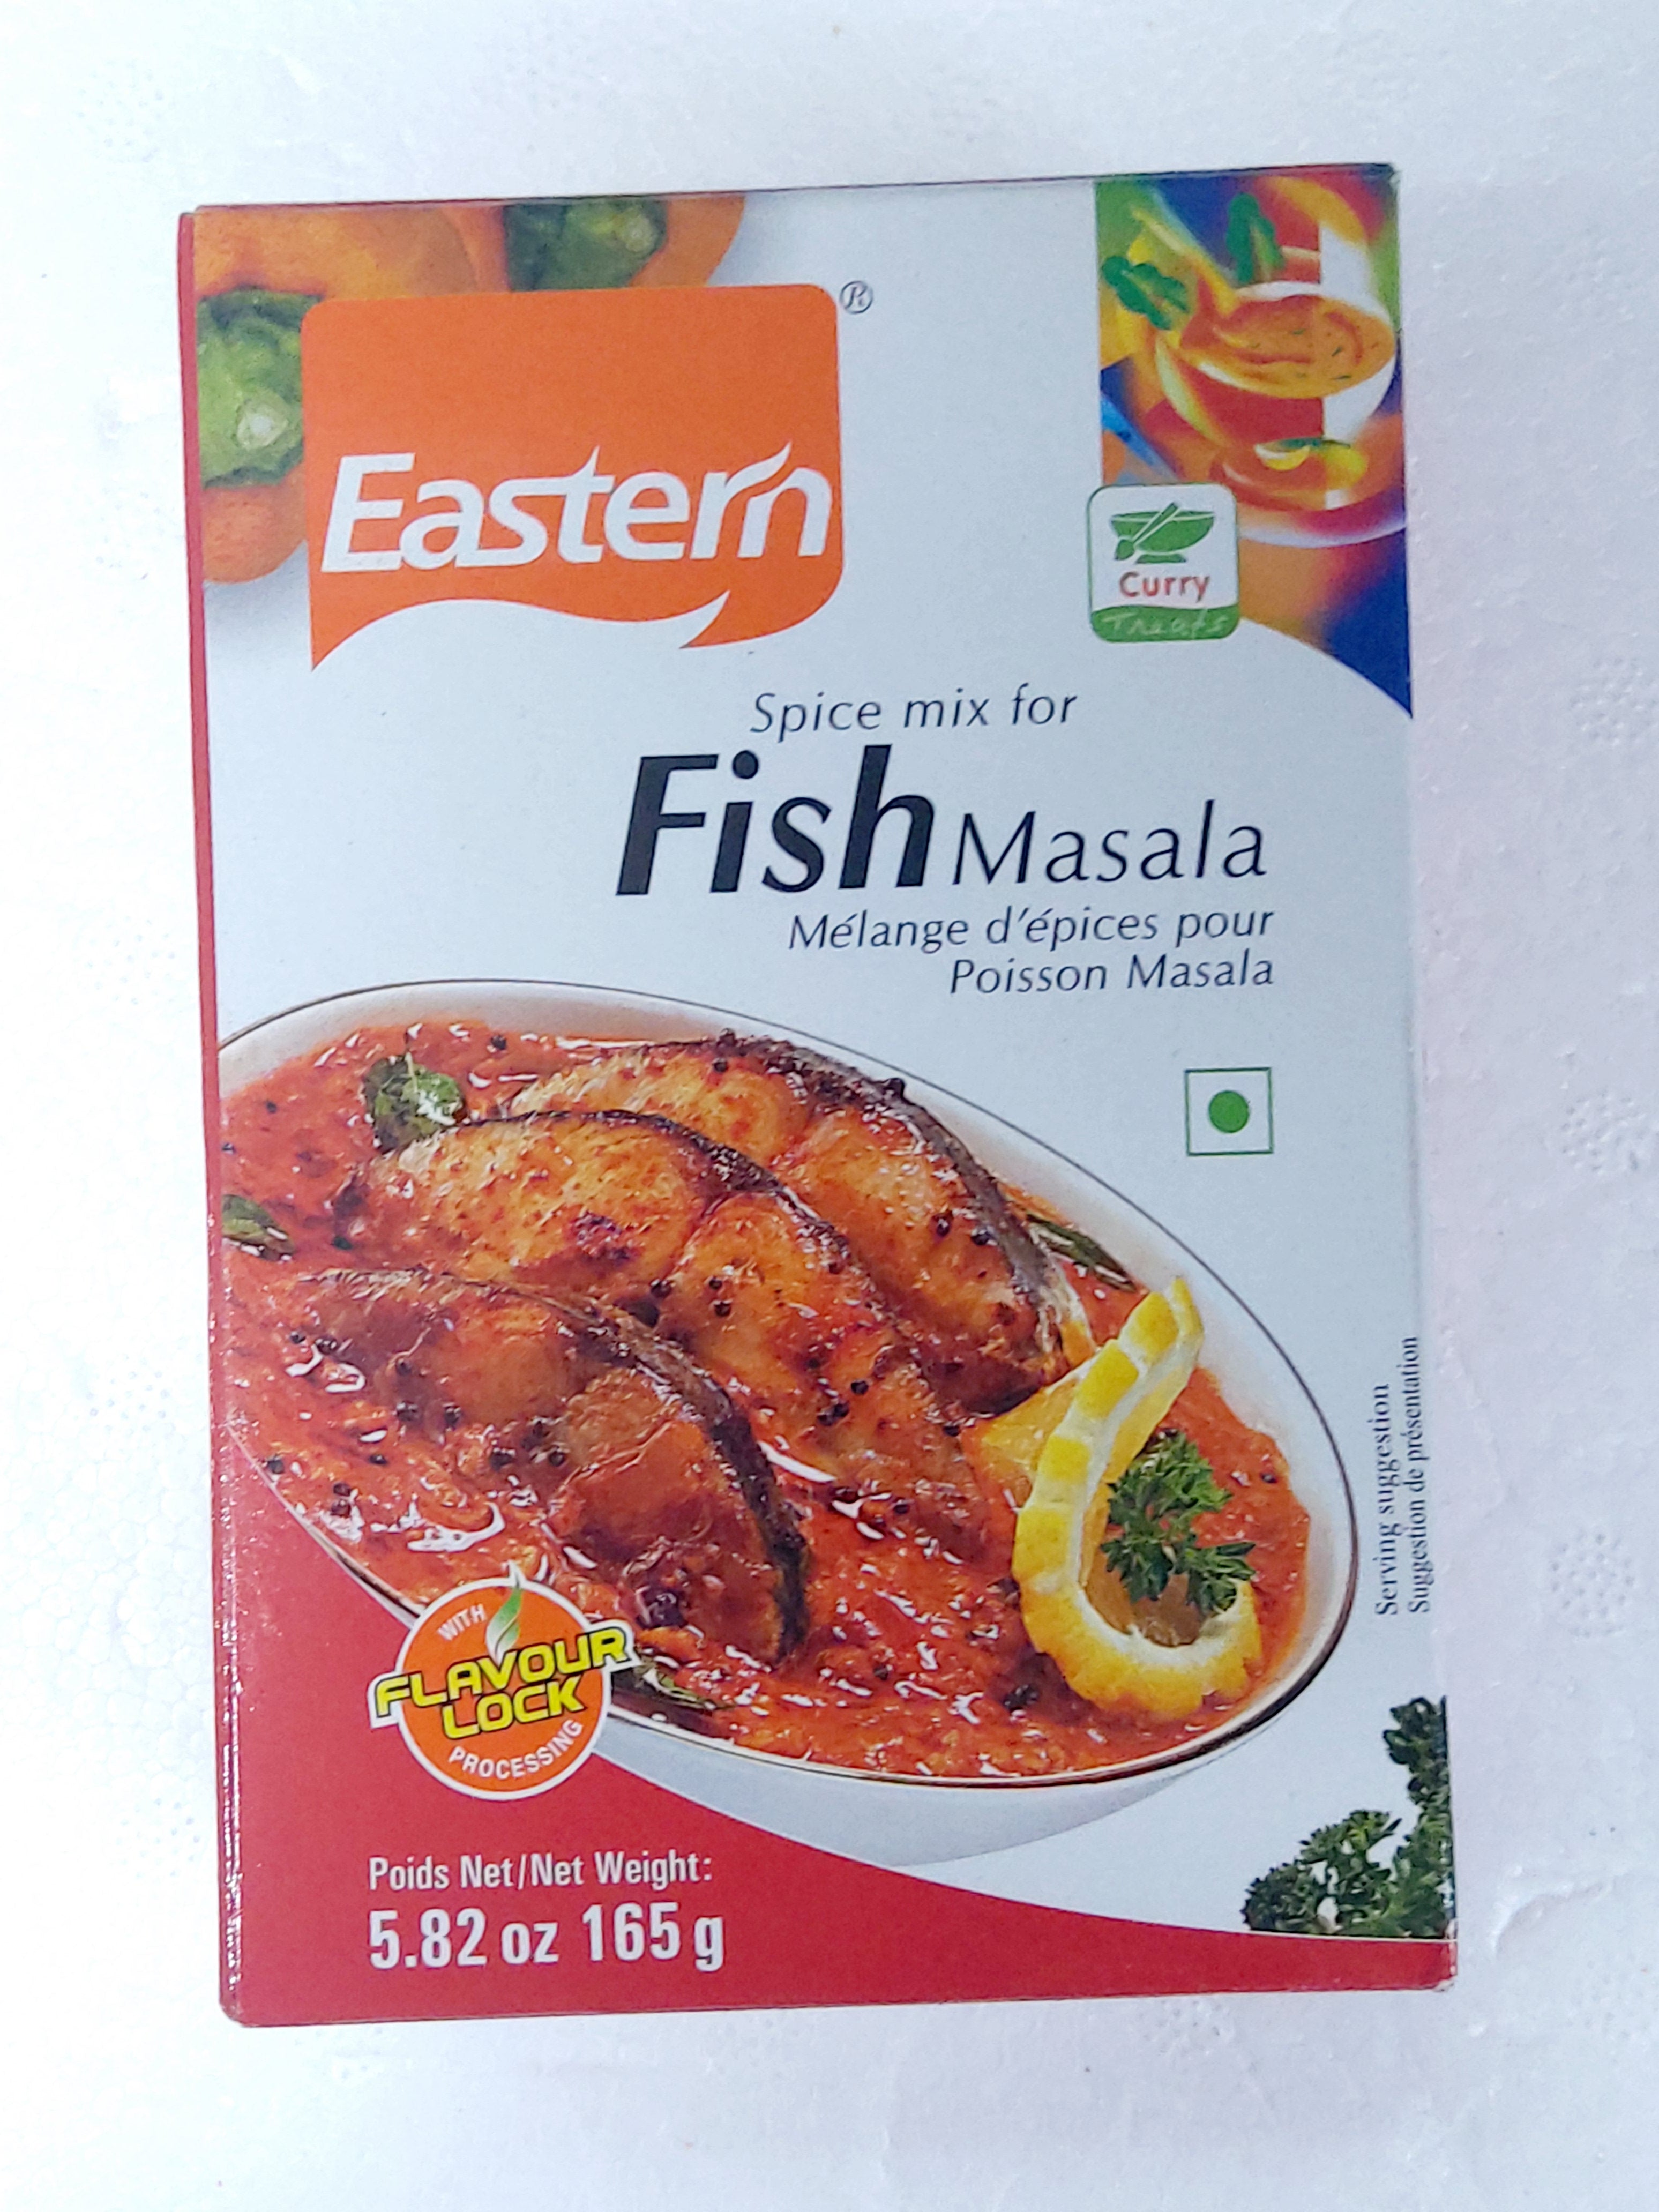 Eastern®
Curry
Treats
Spice mix for
Fish Masala
Mélange d'épices pour
Poisson Masala
Serving suggestion
Suggestion de présentation
WITH
FLAVOUR
LOCK
PROCESSING
Poids Net/Net Weight:
5.82 oz 165 g